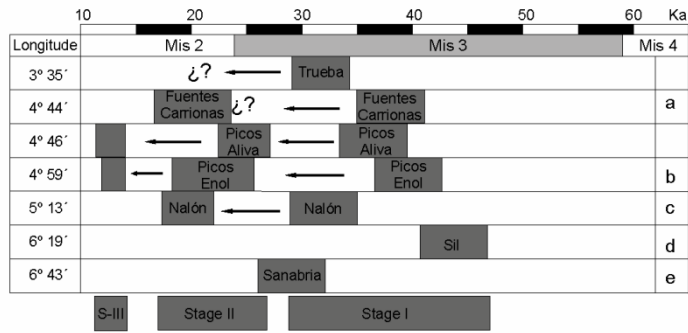 10 20 30 40 50 60 Ka
Longitude Mis 2 Mis 3 Mis 4
3º 35´ ¿? Trueba
4º 44´ Fuentes Carrionas ¿? Fuentes Carrionas a
4º 46´ Picos Aliva Picos Aliva
4º 59´ Picos Enol Picos Enol b
5º 13´ Nalón Nalón c
6º 19´ Sil d
6º 43´ Sanabria e
S-III Stage II Stage I